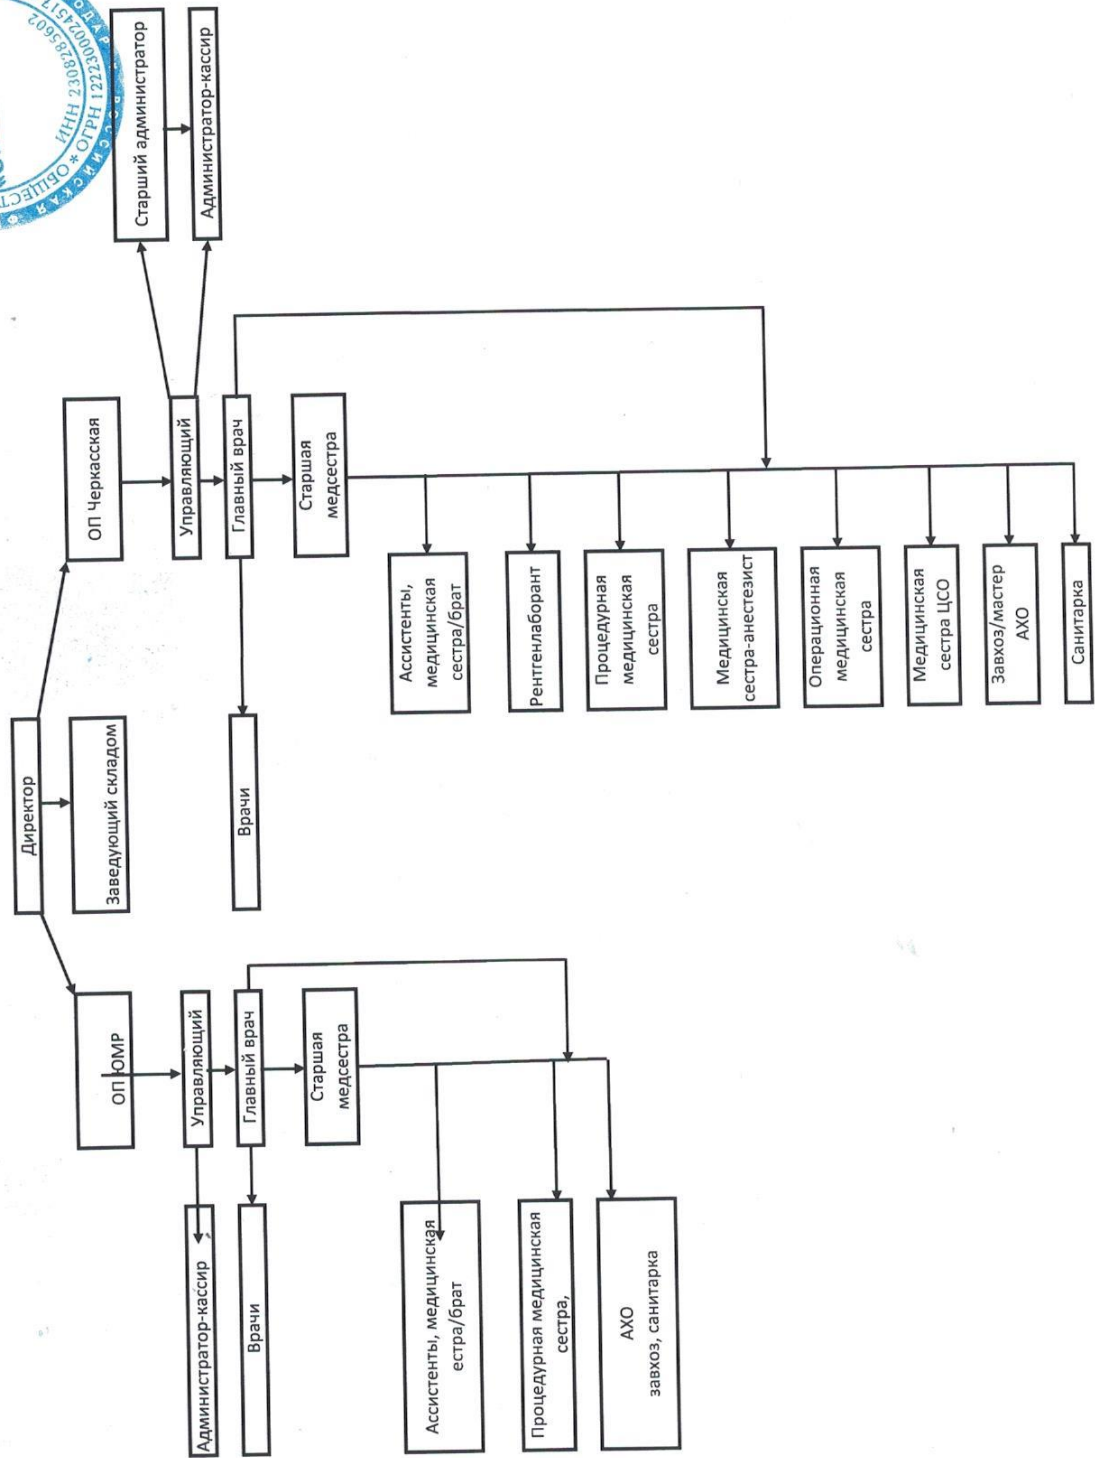 Директор
Заведующий складом
ОП ЮМР
Управляющий
Администратор-кассир
Главный врач
Врачи
Старшая
медсестра
Ассистенты, медицинская
естра/брат
Процедурная медицинская
сестра,
АХО
завхоз, санитарка
ОП Черкасская
Управляющий
Старший администратор
Администратор-кассир
Главный врач
Врачи
Старшая
медсестра
Ассистенты,
медицинская
сестра/брат
Рентгенлаборант
Процедурная
медицинская
сестра
Медицинская
сестра-анестезист
Операционная
медицинская
сестра
Медицинская
сестра ЦСО
Завхоз/мастер
АХО
Санитарка
ИНН 2308285602